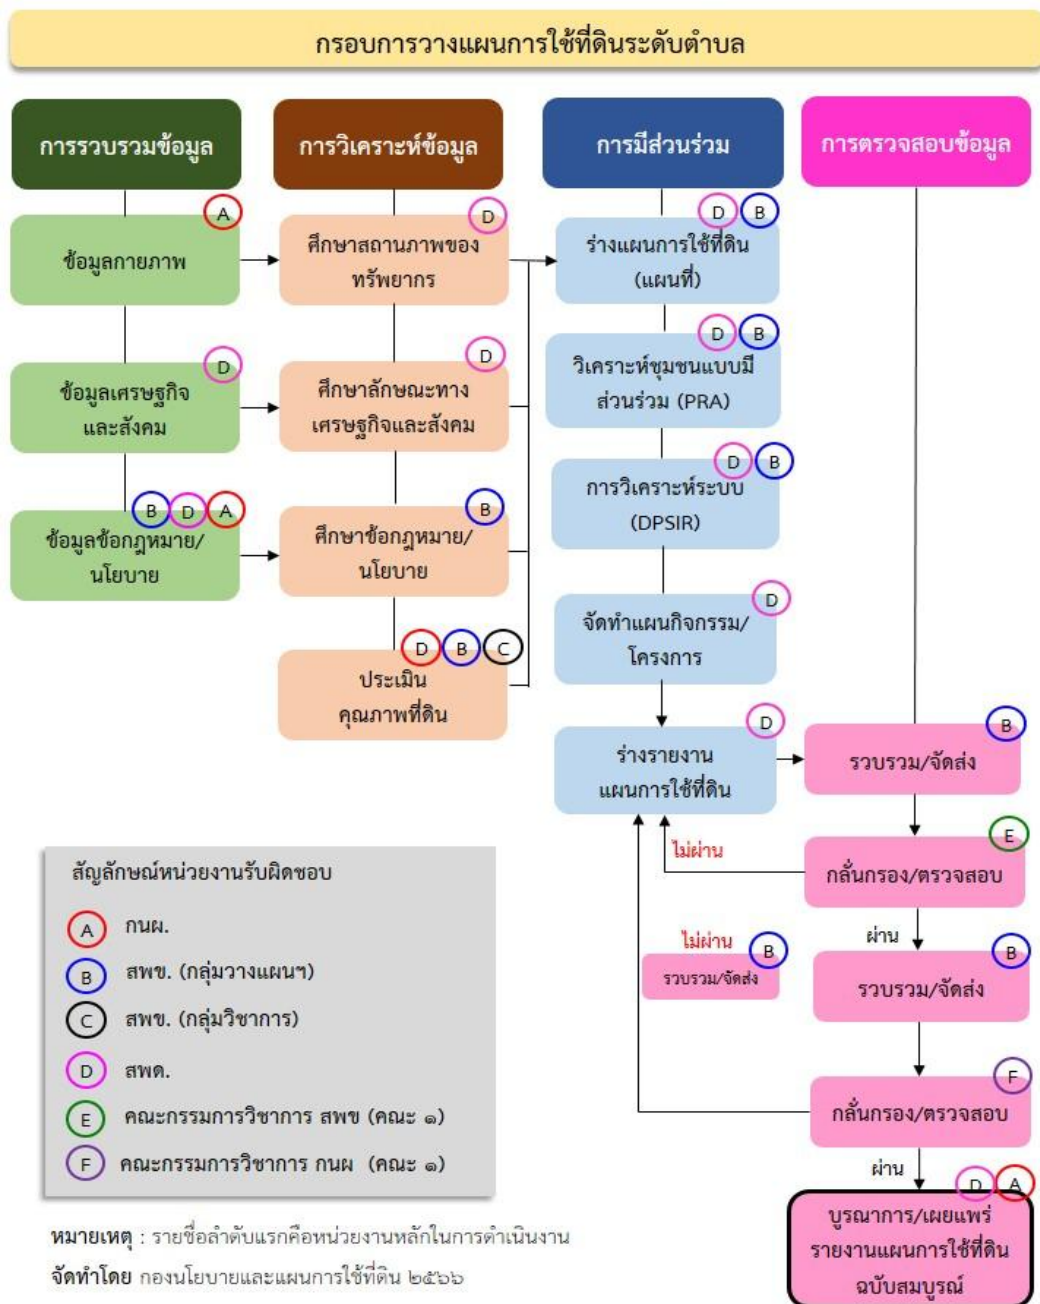 กรอบการวางแผนการใช้ที่ดินระดับตำบล
การรวบรวมข้อมูล
A
ข้อมูลกายภาพ
D
ข้อมูลเศรษฐกิจ
และสังคม
B D A
ข้อมูลข้อกฎหมาย/
นโยบาย
การวิเคราะห์ข้อมูล
D
ศึกษาสถานภาพของ
ทรัพยากร
D
ศึกษาลักษณะทาง
เศรษฐกิจและสังคม
B
ศึกษาข้อกฎหมาย/
นโยบาย
D B C
ประเมิน
คุณภาพที่ดิน
การมีส่วนร่วม
D B
ร่างแผนการใช้ที่ดิน
(แผนที่)
D B
วิเคราะห์ชุมชนแบบมี
ส่วนร่วม (PRA)
D B
การวิเคราะห์ระบบ
(DPSIR)
D
จัดทำแผนกิจกรรม/
โครงการ
D
ร่างรายงาน
แผนการใช้ที่ดิน
การตรวจสอบข้อมูล
B
รวบรวม/จัดส่ง
E
กลั่นกรอง/ตรวจสอบ
ไม่ผ่าน
ผ่าน
B
รวบรวม/จัดส่ง
ไม่ผ่าน
B
รวบรวม/จัดส่ง
F
กลั่นกรอง/ตรวจสอบ
ผ่าน
D A
บูรณาการ/เผยแพร่
รายงานแผนการใช้ที่ดิน
ฉบับสมบูรณ์
สัญลักษณ์หน่วยงานรับผิดชอบ
A กนผ.
B สพข. (กลุ่มวางแผนฯ)
C สพข. (กลุ่มวิชาการ)
D สพด.
E คณะกรรมการวิชาการ สพข (คณะ ๑)
F คณะกรรมการวิชาการ กนผ (คณะ ๑)
หมายเหตุ : รายชื่อลำดับแรกคือหน่วยงานหลักในการดำเนินงาน
จัดทำโดย กองนโยบายและแผนการใช้ที่ดิน ๒๕๖๖